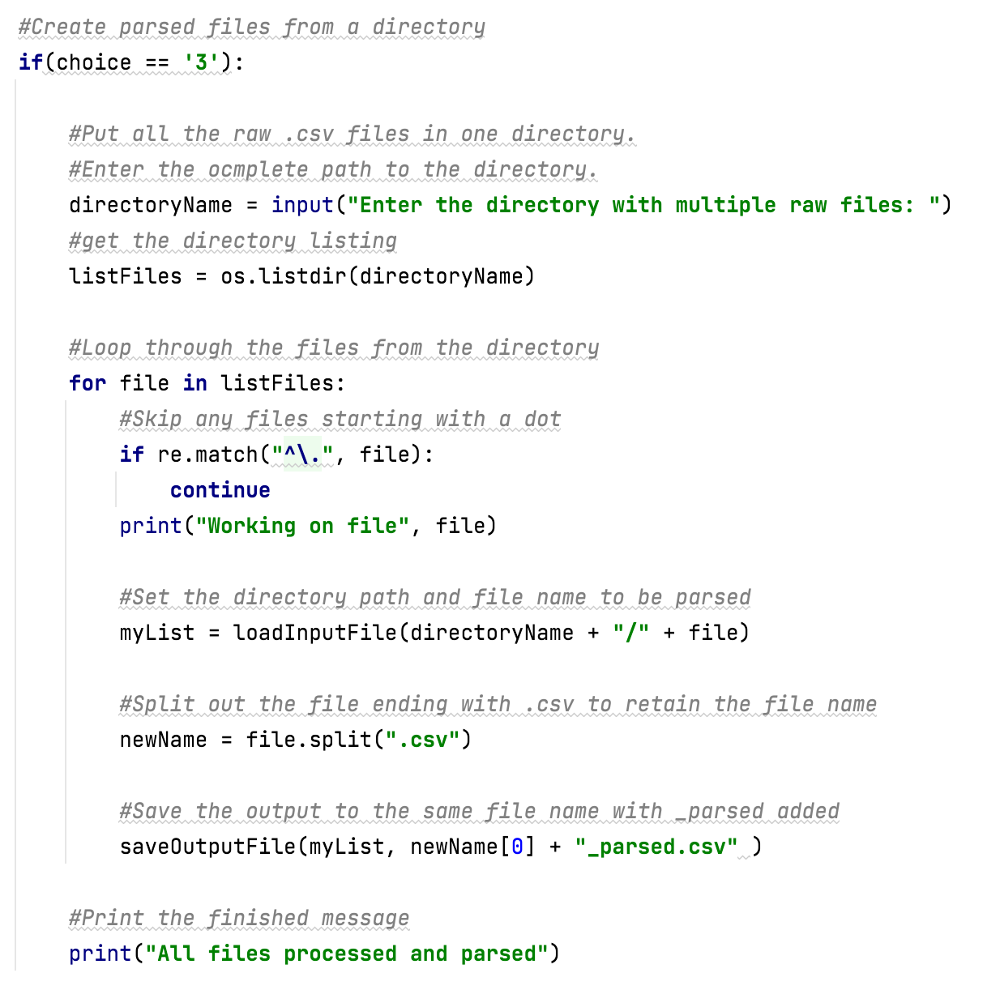 #Create parsed files from a directory
if(choice == '3'):
#Put all the raw .csv files in one directory.
#Enter the ocmplete path to the directory.
directoryName = input("Enter the directory with multiple raw files: ")
#get the directory listing
listFiles = os.listdir(directoryName)
#Loop through the files from the directory
for file in listFiles:
#Skip any files starting with a dot
if re.match("^\.", file):
continue
print("Working on file", file)
#Set the directory path and file name to be parsed
myList = loadInputFile(directoryName + "/" + file)
#Split out the file ending with .csv to retain the file name
newName = file.split(".csv")
#Save the output to the same file name with _parsed added
saveOutputFile(myList, newName[0] + "_parsed.csv" )
#Print the finished message
print("All files processed and parsed")